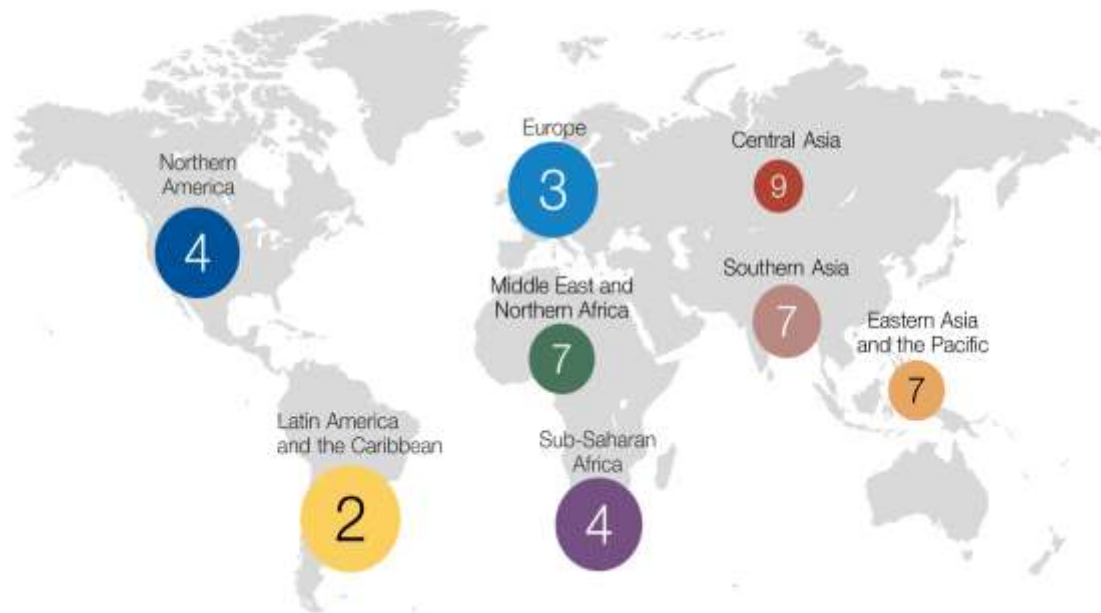 Europe
3
Central Asia
9
Northern
America
4
Southern Asia
7
Middle East and
Northern Africa
7
Eastern Asia
and the Pacific
7
Latin America
and the Caribbean
2
Sub-Saharan
Africa
4